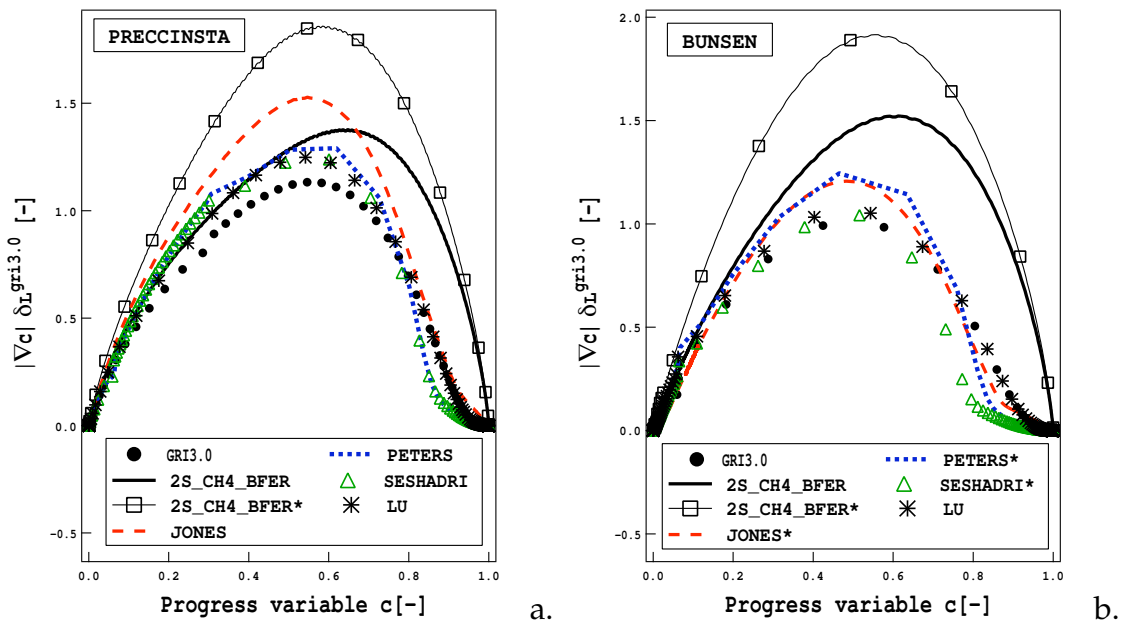 PRECCINSTA
|∇c| δL^gri3.0 [-]
1.5
1.0
0.5
0.0
-0.5
GRI3.0
2S_CH4_BFER
2S_CH4_BFER*
JONES
PETERS
SESHADRI
LU
0.0 0.2 0.4 0.6 0.8 1.0
Progress variable c[-]
a.
BUNSEN
|∇c| δL^gri3.0 [-]
2.0
1.5
1.0
0.5
0.0
-0.5
GRI3.0
2S_CH4_BFER
2S_CH4_BFER*
JONES*
PETERS*
SESHADRI*
LU
0.0 0.2 0.4 0.6 0.8 1.0
Progress variable c[-]
b.